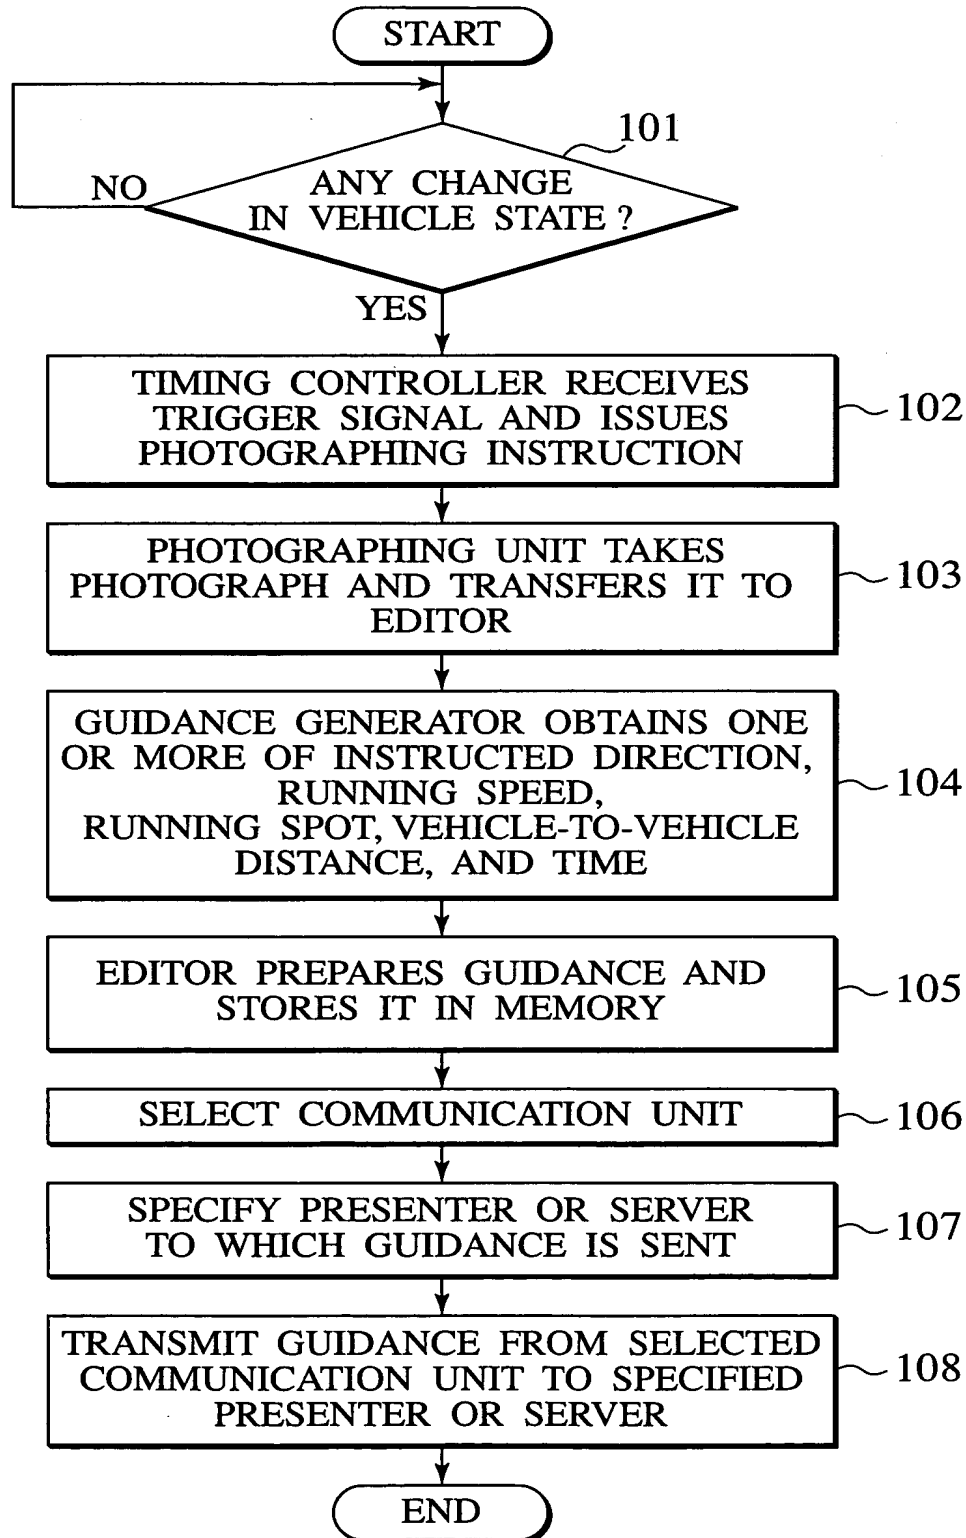 START
101
ANY CHANGE
IN VEHICLE STATE ?
NO
YES
TIMING CONTROLLER RECEIVES
TRIGGER SIGNAL AND ISSUES
PHOTOGRAPHING INSTRUCTION
102
PHOTOGRAPHING UNIT TAKES
PHOTOGRAPH AND TRANSFERS IT TO
EDITOR
103
GUIDANCE GENERATOR OBTAINS ONE
OR MORE OF INSTRUCTED DIRECTION,
RUNNING SPEED,
RUNNING SPOT, VEHICLE-TO-VEHICLE
DISTANCE, AND TIME
104
EDITOR PREPARES GUIDANCE AND
STORES IT IN MEMORY
105
SELECT COMMUNICATION UNIT
106
SPECIFY PRESENTER OR SERVER
TO WHICH GUIDANCE IS SENT
107
TRANSMIT GUIDANCE FROM SELECTED
COMMUNICATION UNIT TO SPECIFIED
PRESENTER OR SERVER
108
END